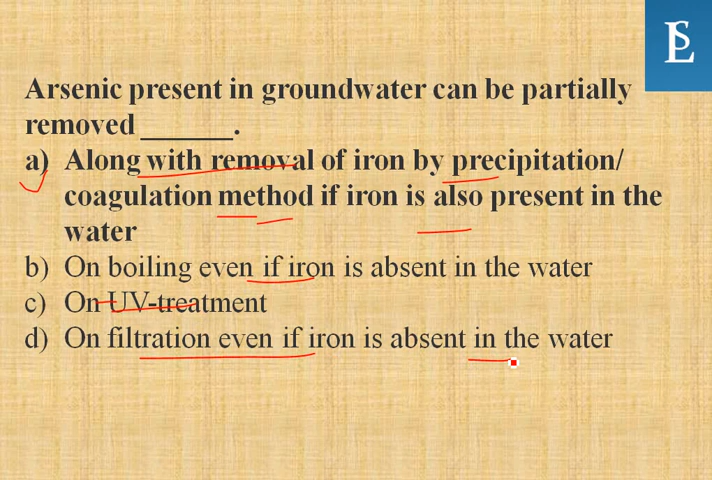 LS
Arsenic present in groundwater can be partially
removed ______.
a) Along with removal of iron by precipitation/
coagulation method if iron is also present in the
water
b) On boiling even if iron is absent in the water
c) On UV-treatment
d) On filtration even if iron is absent in the water